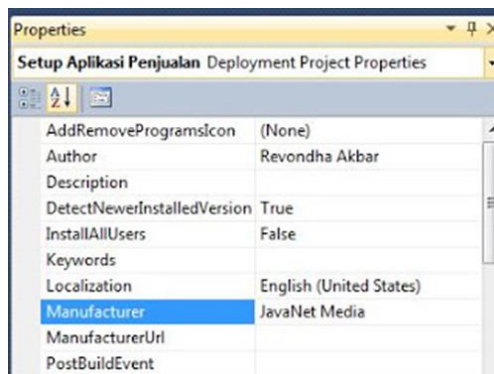 Properties
Setup Aplikasi Penjualan Deployment Project Properties
AddRemoveProgramsIcon (None)
Author Revondha Akbar
Description
DetectNewerInstalledVersion True
InstallAllUsers False
Keywords
Localization English (United States)
Manufacturer JavaNet Media
ManufacturerUrl
PostBuildEvent